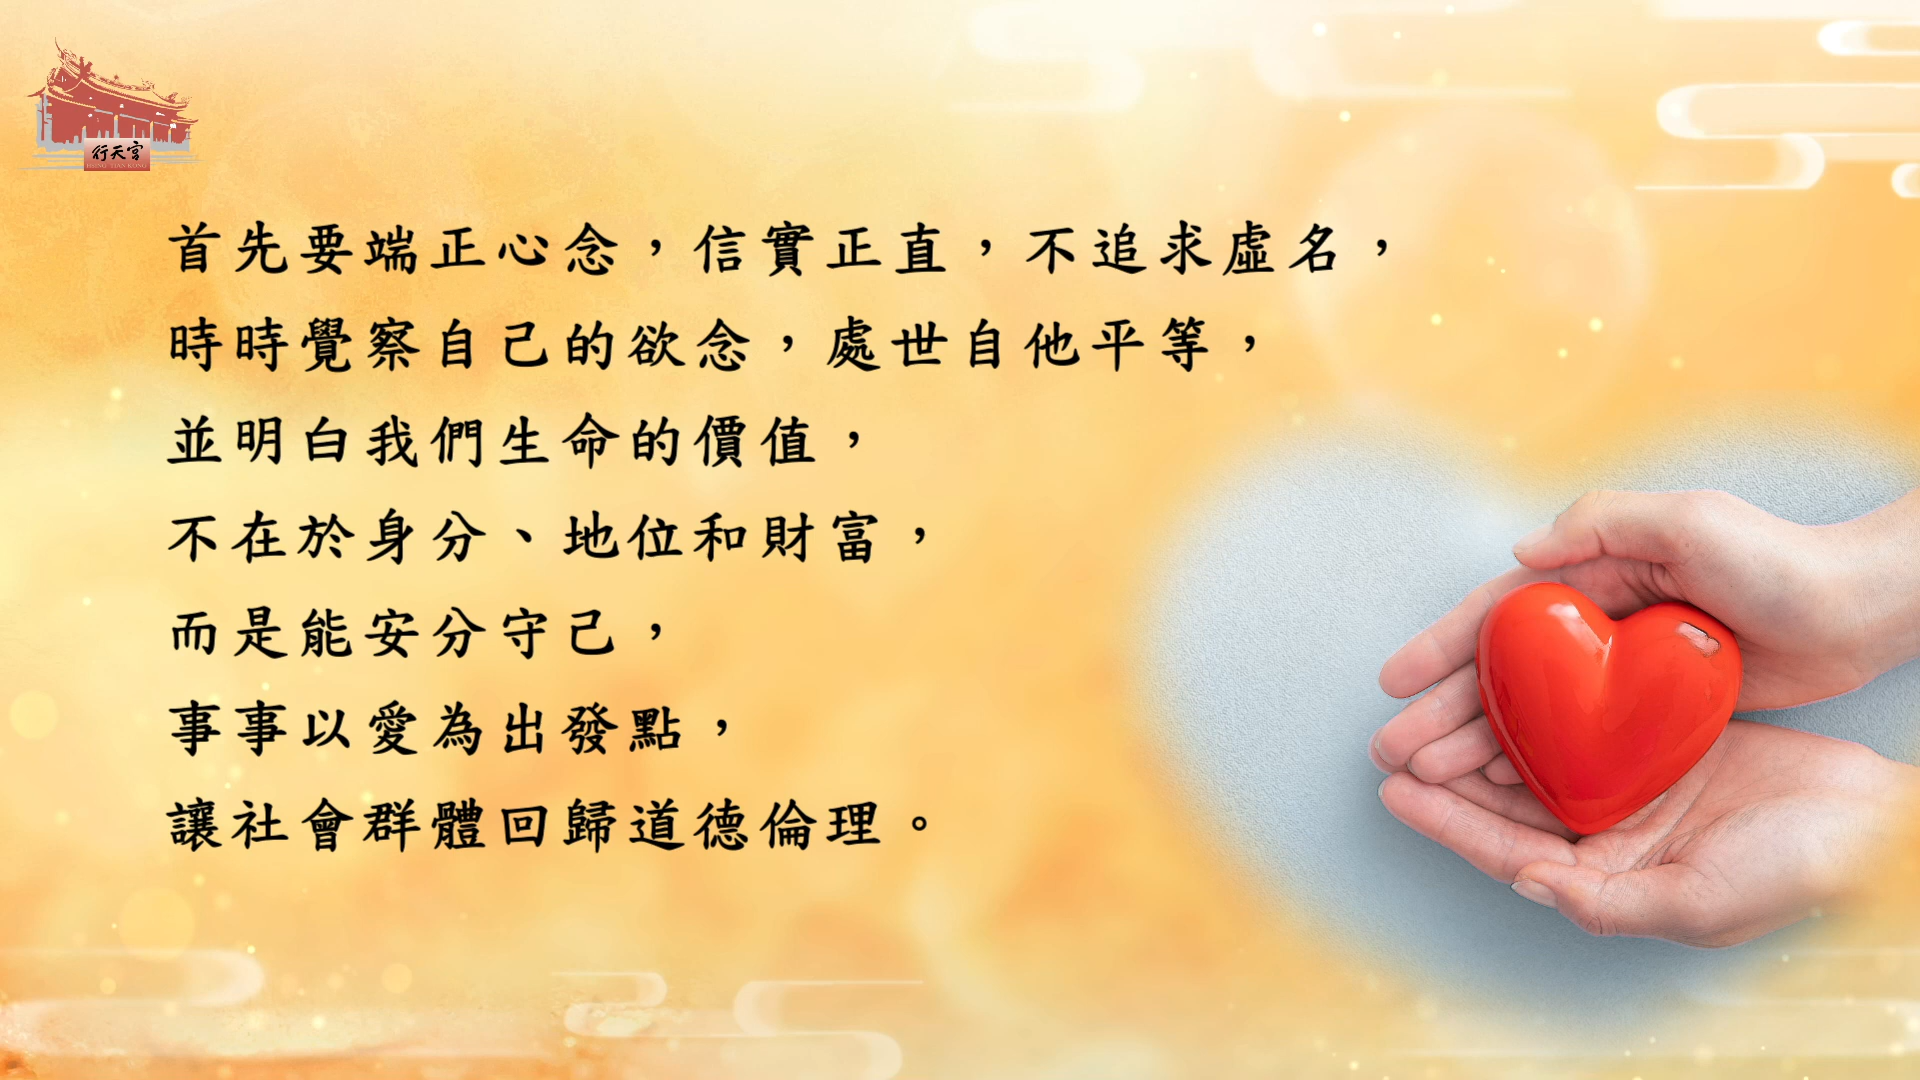 行天宮
HSING TIAN KONG
首先要端正心念，信實正直，不追求虛名，
時時覺察自己的欲念，處世自他平等，
並明白我們生命的價值，
不在於身分、地位和財富，
而是能安分守己，
事事以愛為出發點，
讓社會群體回歸道德倫理。